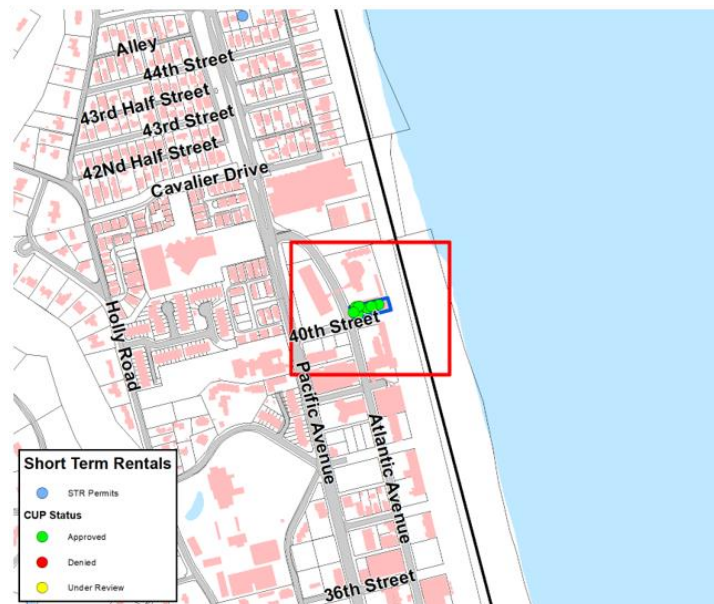 Alley
44th Street
43rd Half Street
43rd Street
42Nd Half Street
Cavalier Drive
Holly Road
40th Street
Pacific Avenue
Atlantic Avenue
36th Street
Short Term Rentals
STR Permits
CUP Status
Approved
Denied
Under Review